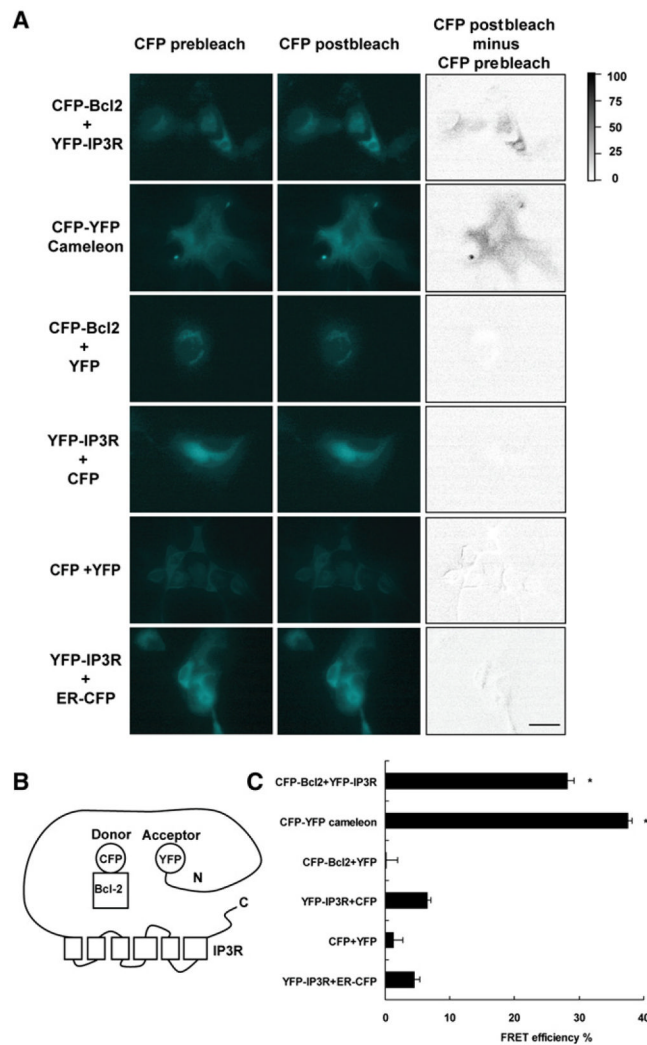 A
CFP prebleach
CFP postbleach
CFP postbleach
minus
CFP prebleach
CFP-Bcl2
+
YFP-IP3R
100
75
50
25
0
CFP-YFP
Cameleon
CFP-Bcl2
+
YFP
YFP-IP3R
+
CFP
CFP +YFP
YFP-IP3R
+
ER-CFP
B
Donor
Acceptor
CFP
YFP
Bcl-2
N
C
IP3R
C
CFP-Bcl2+YFP-IP3R
*
CFP-YFP cameleon
*
CFP-Bcl2+YFP
YFP-IP3R+CFP
CFP+YFP
YFP-IP3R+ER-CFP
0
10
20
30
40
FRET efficiency %